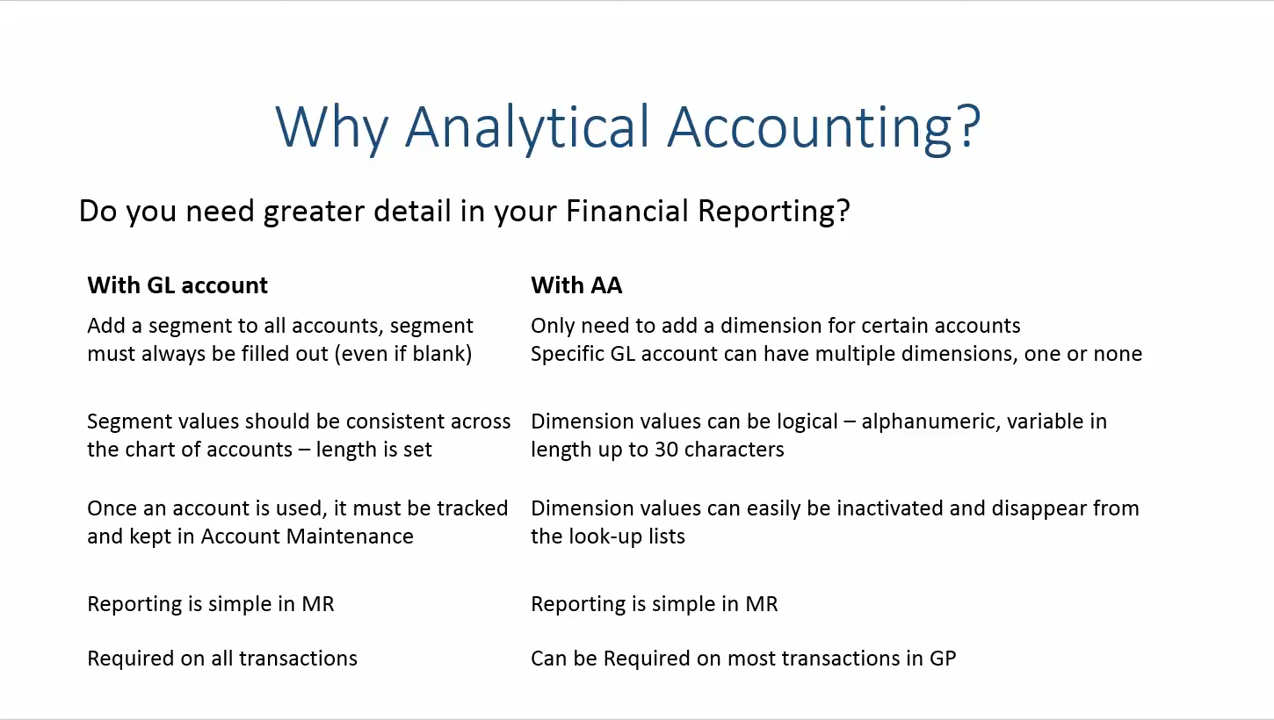 Why Analytical Accounting?
Do you need greater detail in your Financial Reporting?
With GL account
With AA
Add a segment to all accounts, segment
must always be filled out (even if blank)
Only need to add a dimension for certain accounts
Specific GL account can have multiple dimensions, one or none
Segment values should be consistent across
the chart of accounts – length is set
Dimension values can be logical – alphanumeric, variable in
length up to 30 characters
Once an account is used, it must be tracked
and kept in Account Maintenance
Dimension values can easily be inactivated and disappear from
the look-up lists
Reporting is simple in MR
Reporting is simple in MR
Required on all transactions
Can be Required on most transactions in GP